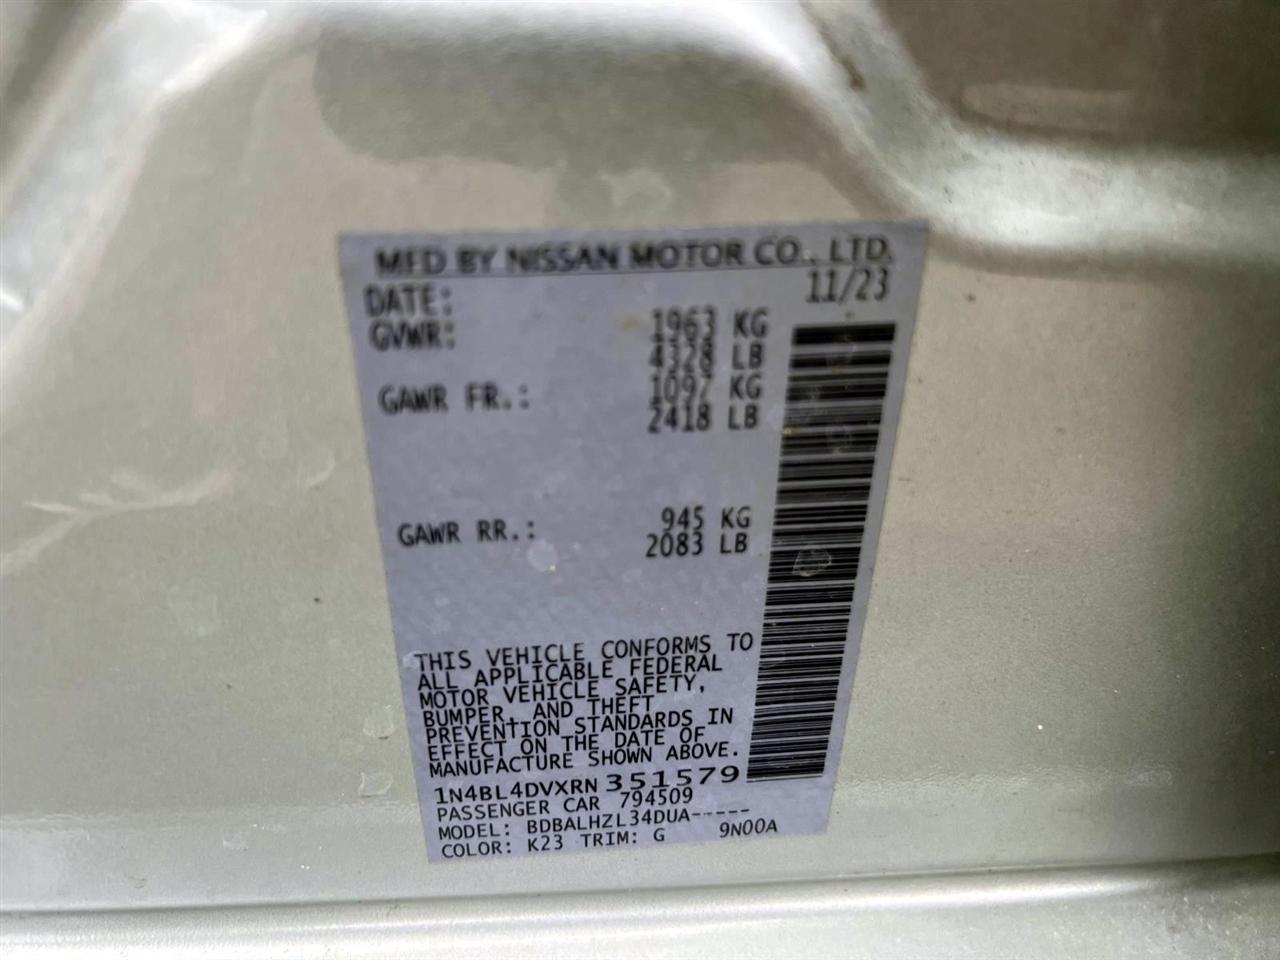 MFD BY NISSAN MOTOR CO., LTD.
DATE: 11/23
GVWR: 1963 KG
4328 LB
GAWR FR.: 1097 KG
2418 LB
GAWR RR.: 945 KG
2083 LB
THIS VEHICLE CONFORMS TO
ALL APPLICABLE FEDERAL
MOTOR VEHICLE SAFETY,
BUMPER, AND THEFT
PREVENTION STANDARDS IN
EFFECT ON THE DATE OF
MANUFACTURE SHOWN ABOVE.
1N4BL4DVXRN351579
PASSENGER CAR 794509
MODEL: BDBALHZL34DUA-----
COLOR: K23 TRIM: G 9N00A